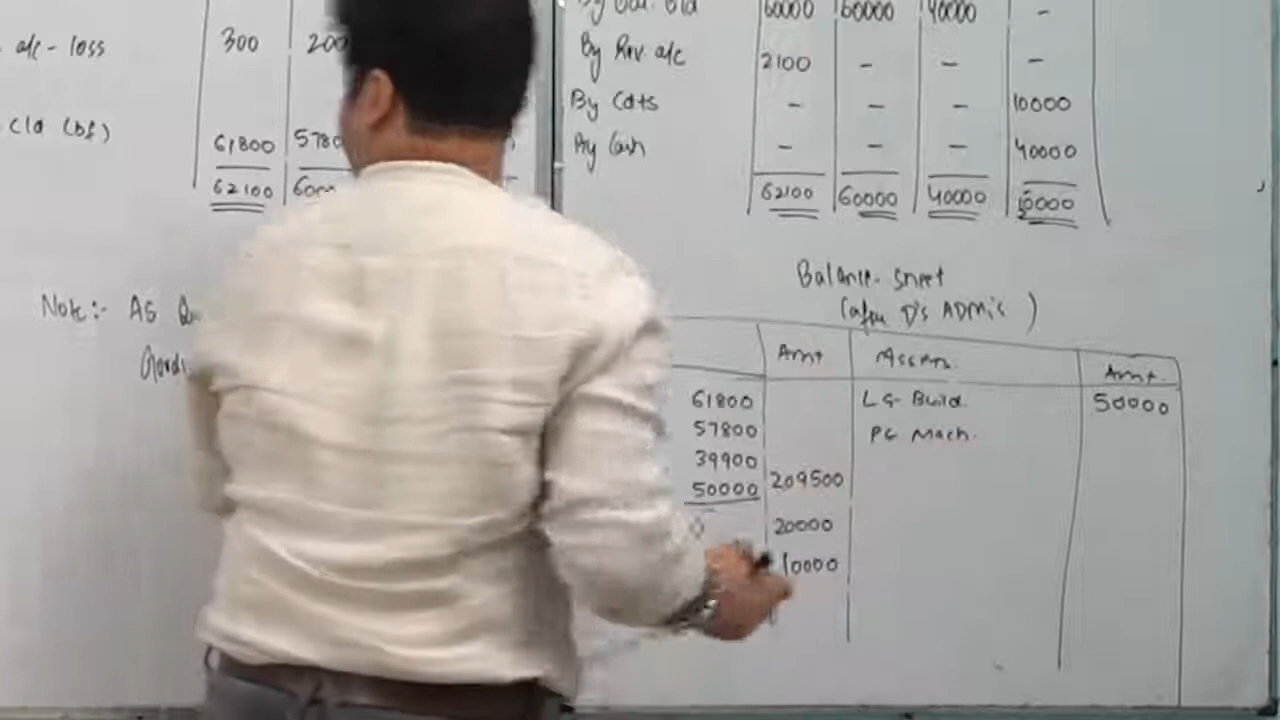 a/c - loss 300 200
c/d (bf) 61800 5780
62100 600
By Bal. b/d 60000 60000 40000 -
By Rev a/c 2100 - - -
By Cdts - - - 10000
By Cash - - - 40000
62100 60000 40000 50000
Note:- As
Balance-sheet
(after D's ADMis)
Amt Assets. Amt.
61800 L & Build. 50000
57800 P & Mach.
39900
50000 209500
20000
10000